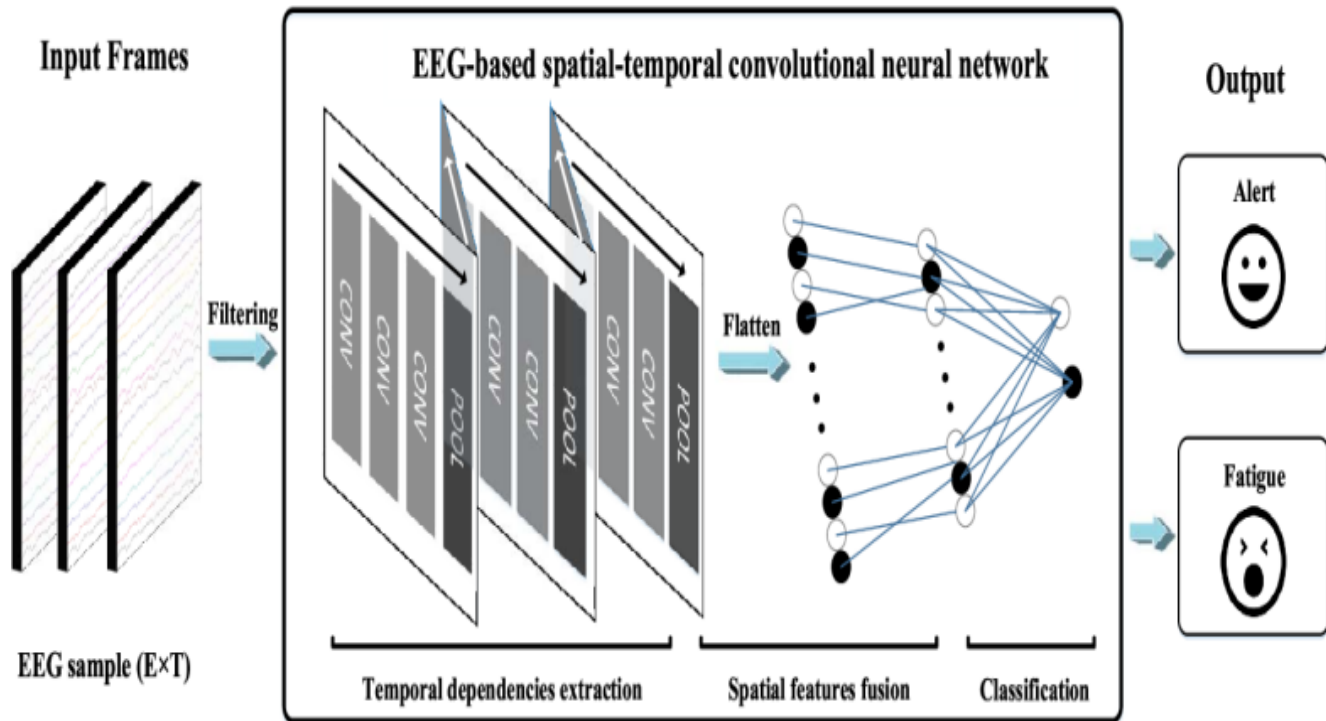 Input Frames
EEG sample (E×T)
Filtering
EEG-based spatial-temporal convolutional neural network
CONV
CONV
CONV
POOL
CONV
CONV
POOL
CONV
CONV
POOL
Flatten
Temporal dependencies extraction
Spatial features fusion
Classification
Output
Alert
Fatigue